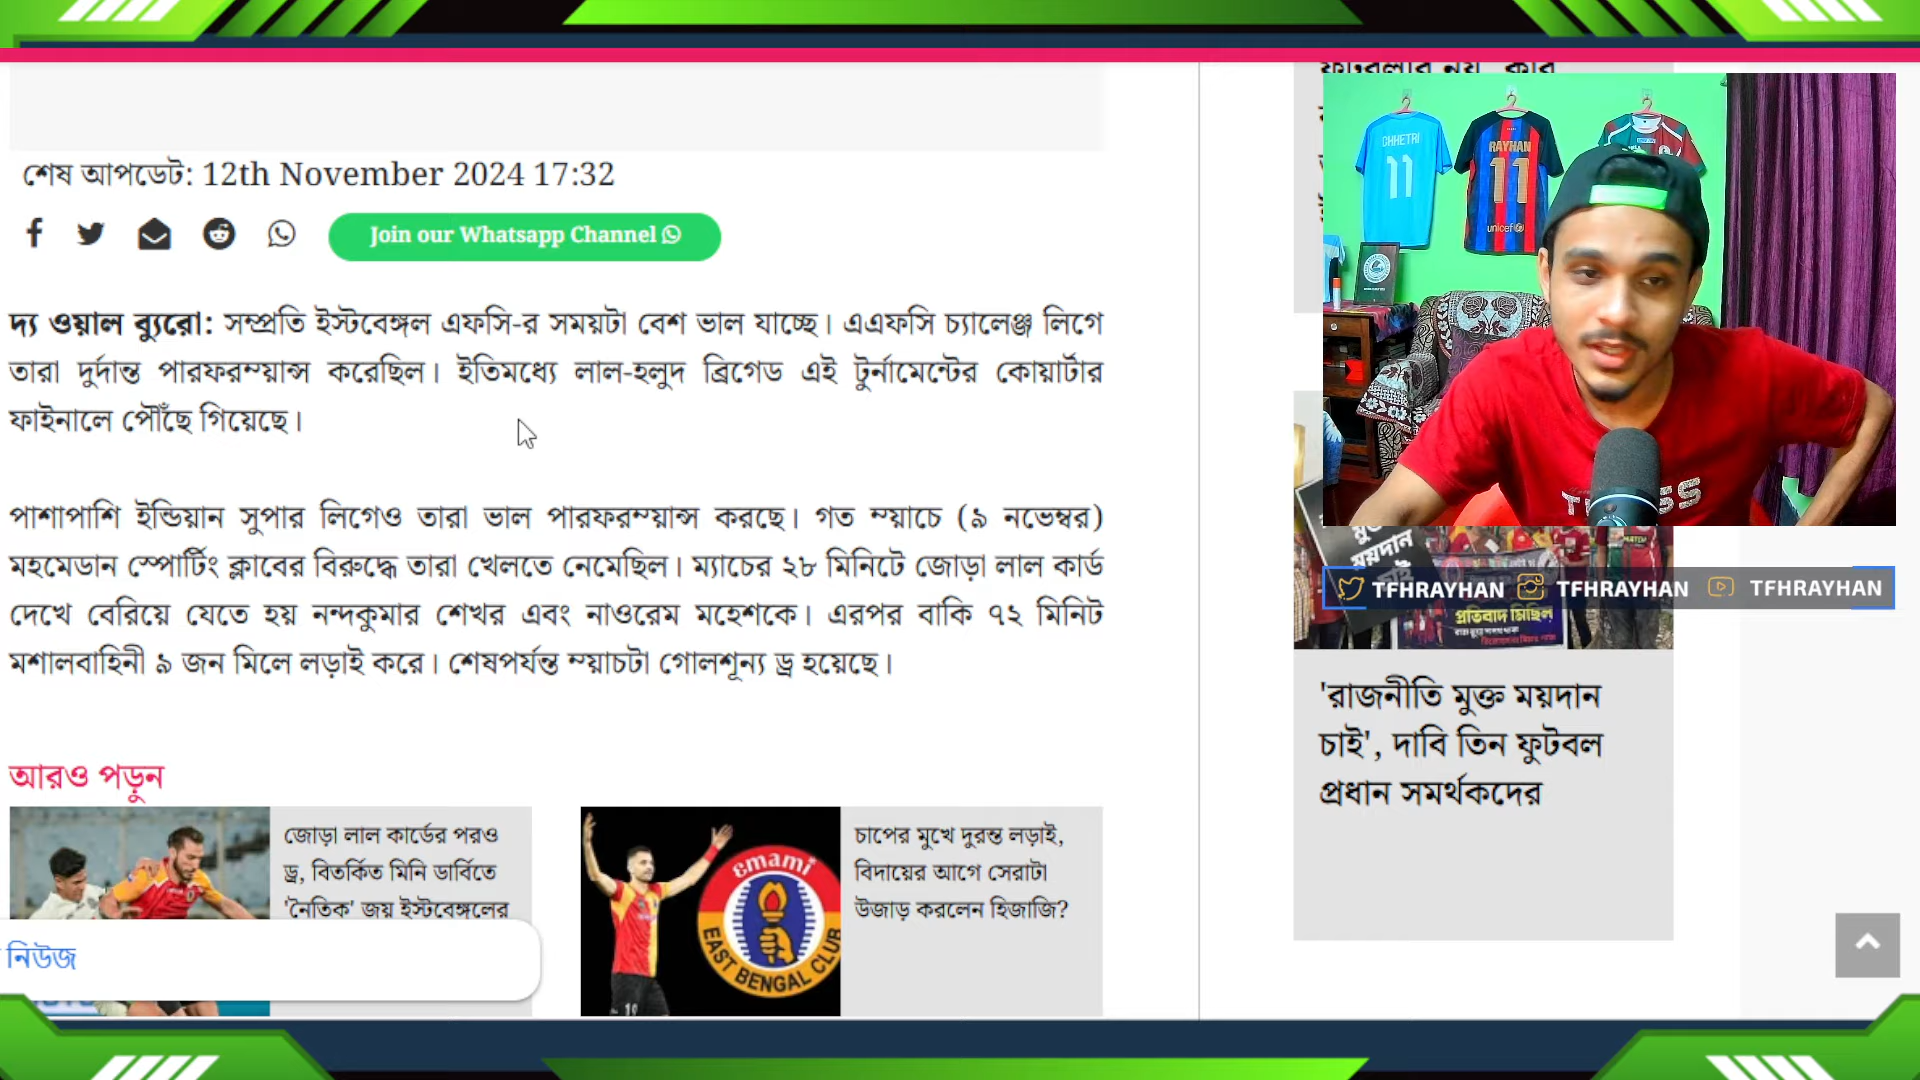 শেষ আপডেট: 12th November 2024 17:32
Join our Whatsapp Channel
দ্য ওয়াল ব্যুরো: সম্প্রতি ইস্টবেঙ্গল এফসি-র সময়টা বেশ ভাল যাচ্ছে। এএফসি চ্যালেঞ্জ লিগে
তারা দুর্দান্ত পারফরম্যান্স করেছিল। ইতিমধ্যে লাল-হলুদ ব্রিগেড এই টুর্নামেন্টের কোয়ার্টার
ফাইনালে পৌঁছে গিয়েছে।
পাশাপাশি ইন্ডিয়ান সুপার লিগেও তারা ভাল পারফরম্যান্স করছে। গত ম্যাচে (৯ নভেম্বর)
মহমেডান স্পোর্টিং ক্লাবের বিরুদ্ধে তারা খেলতে নেমেছিল। ম্যাচের ২৮ মিনিটে জোড়া লাল কার্ড
দেখে বেরিয়ে যেতে হয় নন্দকুমার শেখর এবং নাওরেম মহেশকে। এরপর বাকি ৭২ মিনিট
মশালবাহিনী ৯ জন মিলে লড়াই করে। শেষপর্যন্ত ম্যাচটা গোলশূন্য ড্র হয়েছে।
আরও পড়ুন
জোড়া লাল কার্ডের পরও
ড্র, বিতর্কিত মিনি ডার্বিতে
'নৈতিক' জয় ইস্টবেঙ্গলের
নিউজ
emami
EAST BENGAL CLUB
চাপের মুখে দুরন্ত লড়াই,
বিদায়ের আগে সেরাটা
উজাড় করলেন হিজাজি?
CHHETRI
11
RAYHAN
11
unicef
ময়দান
TFHRAYHAN TFHRAYHAN TFHRAYHAN
প্রতিবাদ মিছিল
'রাজনীতি মুক্ত ময়দান
চাই', দাবি তিন ফুটবল
প্রধান সমর্থকদের